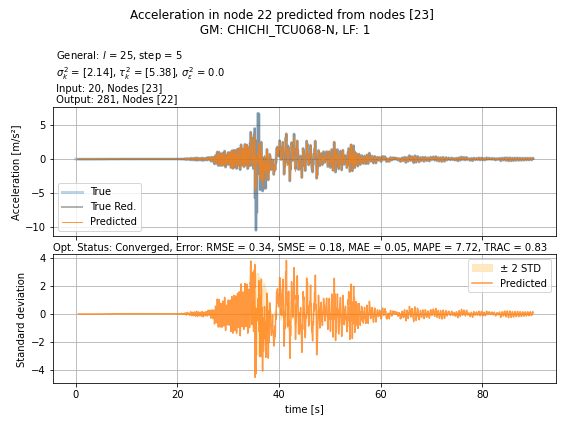 Acceleration in node 22 predicted from nodes [23]
GM: CHICHI_TCU068-N, LF: 1
General: l = 25, step = 5
σ²ₖ = [2.14], τ²ₖ = [5.38], σ²ε = 0.0
Input: 20, Nodes [23]
Output: 281, Nodes [22]
Acceleration [m/s²]
5
0
−5
−10
True
True Red.
Predicted
Opt. Status: Converged, Error: RMSE = 0.34, SMSE = 0.18, MAE = 0.05, MAPE = 7.72, TRAC = 0.83
Standard deviation
4
2
0
−2
−4
± 2 STD
Predicted
0 20 40 60 80
time [s]